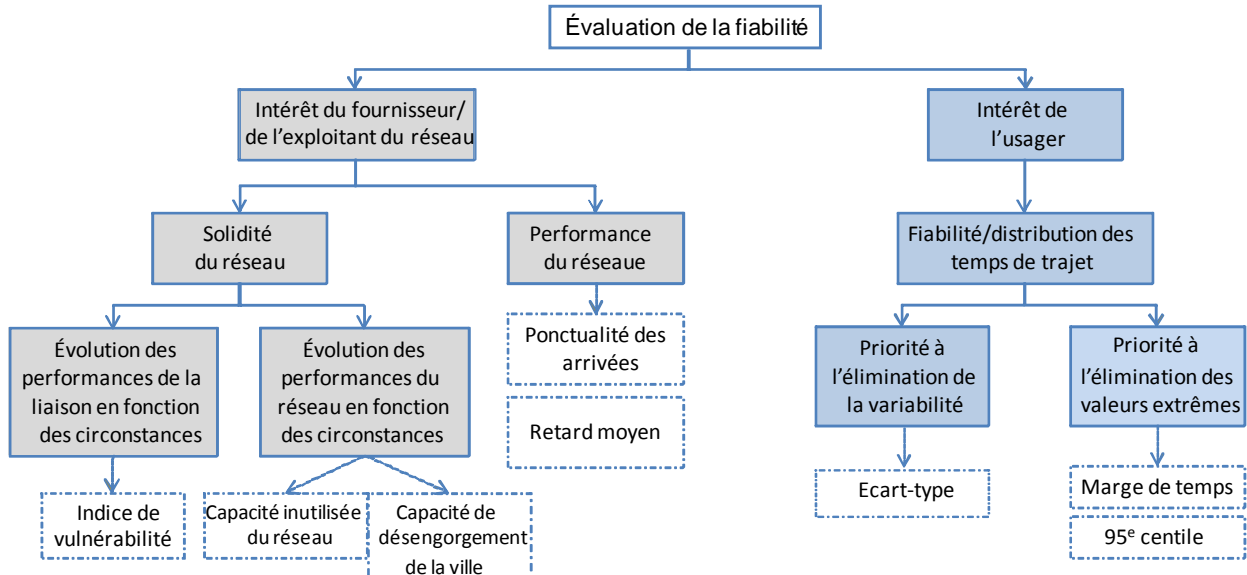 Évaluation de la fiabilité
Intérêt du fournisseur/
de l'exploitant du réseau
Intérêt de
l'usager
Solidité
du réseau
Performance
du réseaue
Fiabilité/distribution des
temps de trajet
Évolution des
performances de la
liaison en fonction
des circonstances
Évolution des
performances du
réseau en fonction
des circonstances
Ponctualité des
arrivées
Retard moyen
Priorité à
l'élimination de
la variabilité
Priorité à
l'élimination des
valeurs extrêmes
Indice de
vulnérabilité
Capacité inutilisée
du réseau
Capacité de
désengorgement
de la ville
Ecart-type
Marge de temps
95e centile